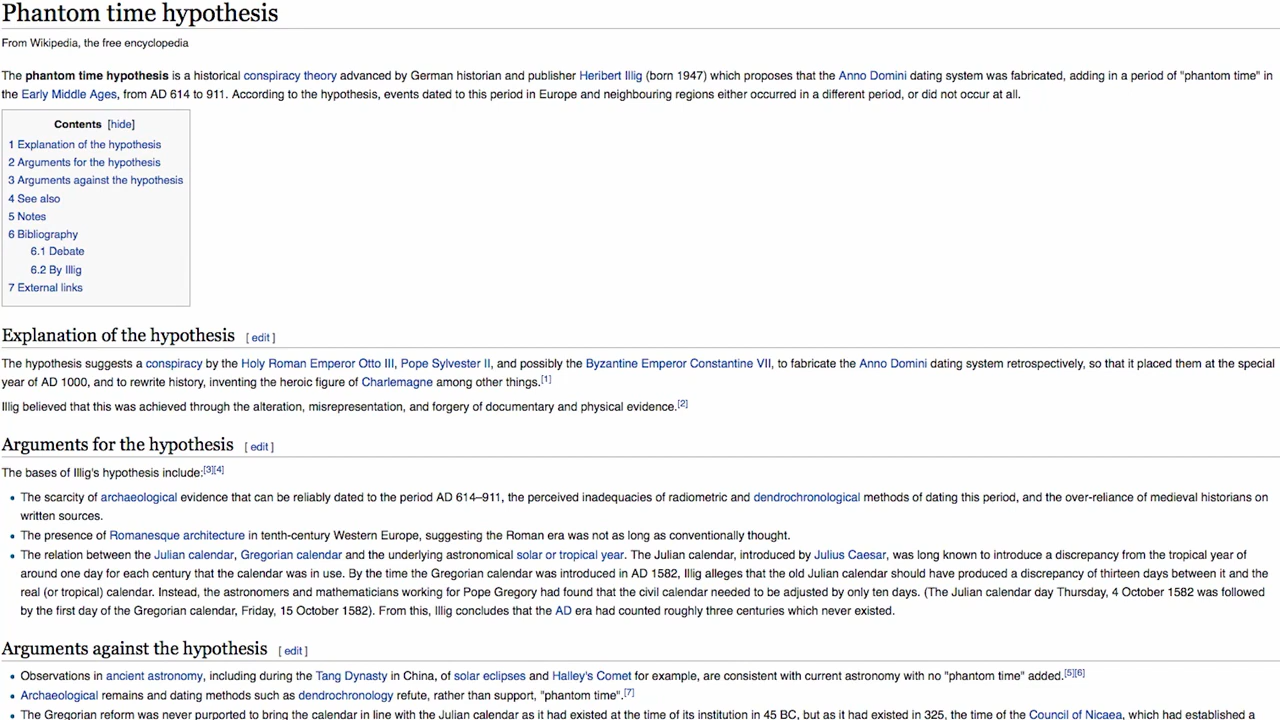 Phantom time hypothesis
From Wikipedia, the free encyclopedia
The phantom time hypothesis is a historical conspiracy theory advanced by German historian and publisher Heribert Illig (born 1947) which proposes that the Anno Domini dating system was fabricated, adding in a period of "phantom time" in
the Early Middle Ages, from AD 614 to 911. According to the hypothesis, events dated to this period in Europe and neighbouring regions either occurred in a different period, or did not occur at all.
Contents [hide]
1 Explanation of the hypothesis
2 Arguments for the hypothesis
3 Arguments against the hypothesis
4 See also
5 Notes
6 Bibliography
6.1 Debate
6.2 By Illig
7 External links
Explanation of the hypothesis [ edit ]
The hypothesis suggests a conspiracy by the Holy Roman Emperor Otto III, Pope Sylvester II, and possibly the Byzantine Emperor Constantine VII, to fabricate the Anno Domini dating system retrospectively, so that it placed them at the special
year of AD 1000, and to rewrite history, inventing the heroic figure of Charlemagne among other things.[1]
Illig believed that this was achieved through the alteration, misrepresentation, and forgery of documentary and physical evidence.[2]
Arguments for the hypothesis [ edit ]
The bases of Illig's hypothesis include:[3][4]
• The scarcity of archaeological evidence that can be reliably dated to the period AD 614–911, the perceived inadequacies of radiometric and dendrochronological methods of dating this period, and the over-reliance of medieval historians on
written sources.
• The presence of Romanesque architecture in tenth-century Western Europe, suggesting the Roman era was not as long as conventionally thought.
• The relation between the Julian calendar, Gregorian calendar and the underlying astronomical solar or tropical year. The Julian calendar, introduced by Julius Caesar, was long known to introduce a discrepancy from the tropical year of
around one day for each century that the calendar was in use. By the time the Gregorian calendar was introduced in AD 1582, Illig alleges that the old Julian calendar should have produced a discrepancy of thirteen days between it and the
real (or tropical) calendar. Instead, the astronomers and mathematicians working for Pope Gregory had found that the civil calendar needed to be adjusted by only ten days. (The Julian calendar day Thursday, 4 October 1582 was followed
by the first day of the Gregorian calendar, Friday, 15 October 1582). From this, Illig concludes that the AD era had counted roughly three centuries which never existed.
Arguments against the hypothesis [ edit ]
• Observations in ancient astronomy, including during the Tang Dynasty in China, of solar eclipses and Halley's Comet for example, are consistent with current astronomy with no "phantom time" added.[5][6]
• Archaeological remains and dating methods such as dendrochronology refute, rather than support, "phantom time".[7]
• The Gregorian reform was never purported to bring the calendar in line with the Julian calendar as it had existed at the time of its institution in 45 BC, but as it had existed in 325, the time of the Council of Nicaea, which had established a